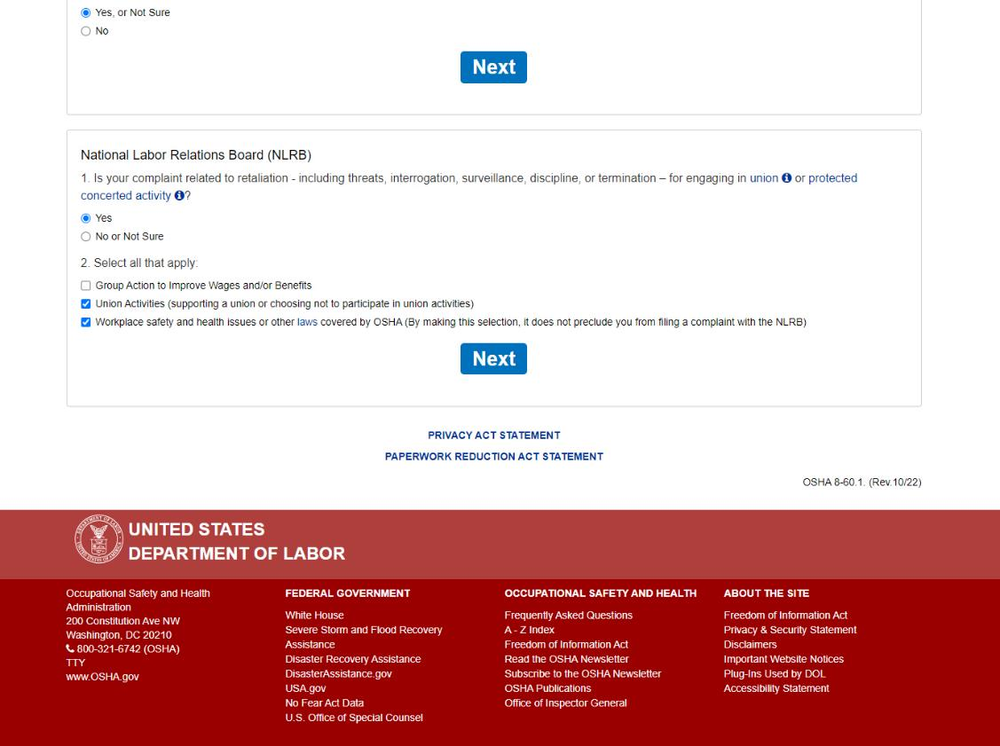 Yes, or Not Sure
No
Next
National Labor Relations Board (NLRB)
1. Is your complaint related to retaliation - including threats, interrogation, surveillance, discipline, or termination – for engaging in union or protected
concerted activity ?
Yes
No or Not Sure
2. Select all that apply:
Group Action to Improve Wages and/or Benefits
Union Activities (supporting a union or choosing not to participate in union activities)
Workplace safety and health issues or other laws covered by OSHA (By making this selection, it does not preclude you from filing a complaint with the NLRB)
Next
PRIVACY ACT STATEMENT
PAPERWORK REDUCTION ACT STATEMENT
OSHA 8-60.1. (Rev.10/22)
UNITED STATES
DEPARTMENT OF LABOR
Occupational Safety and Health
Administration
200 Constitution Ave NW
Washington, DC 20210
800-321-6742 (OSHA)
TTY
www.OSHA.gov
FEDERAL GOVERNMENT
White House
Severe Storm and Flood Recovery
Assistance
Disaster Recovery Assistance
DisasterAssistance.gov
USA.gov
No Fear Act Data
U.S. Office of Special Counsel
OCCUPATIONAL SAFETY AND HEALTH
Frequently Asked Questions
A - Z Index
Freedom of Information Act
Read the OSHA Newsletter
Subscribe to the OSHA Newsletter
OSHA Publications
Office of Inspector General
ABOUT THE SITE
Freedom of Information Act
Privacy & Security Statement
Disclaimers
Important Website Notices
Plug-Ins Used by DOL
Accessibility Statement